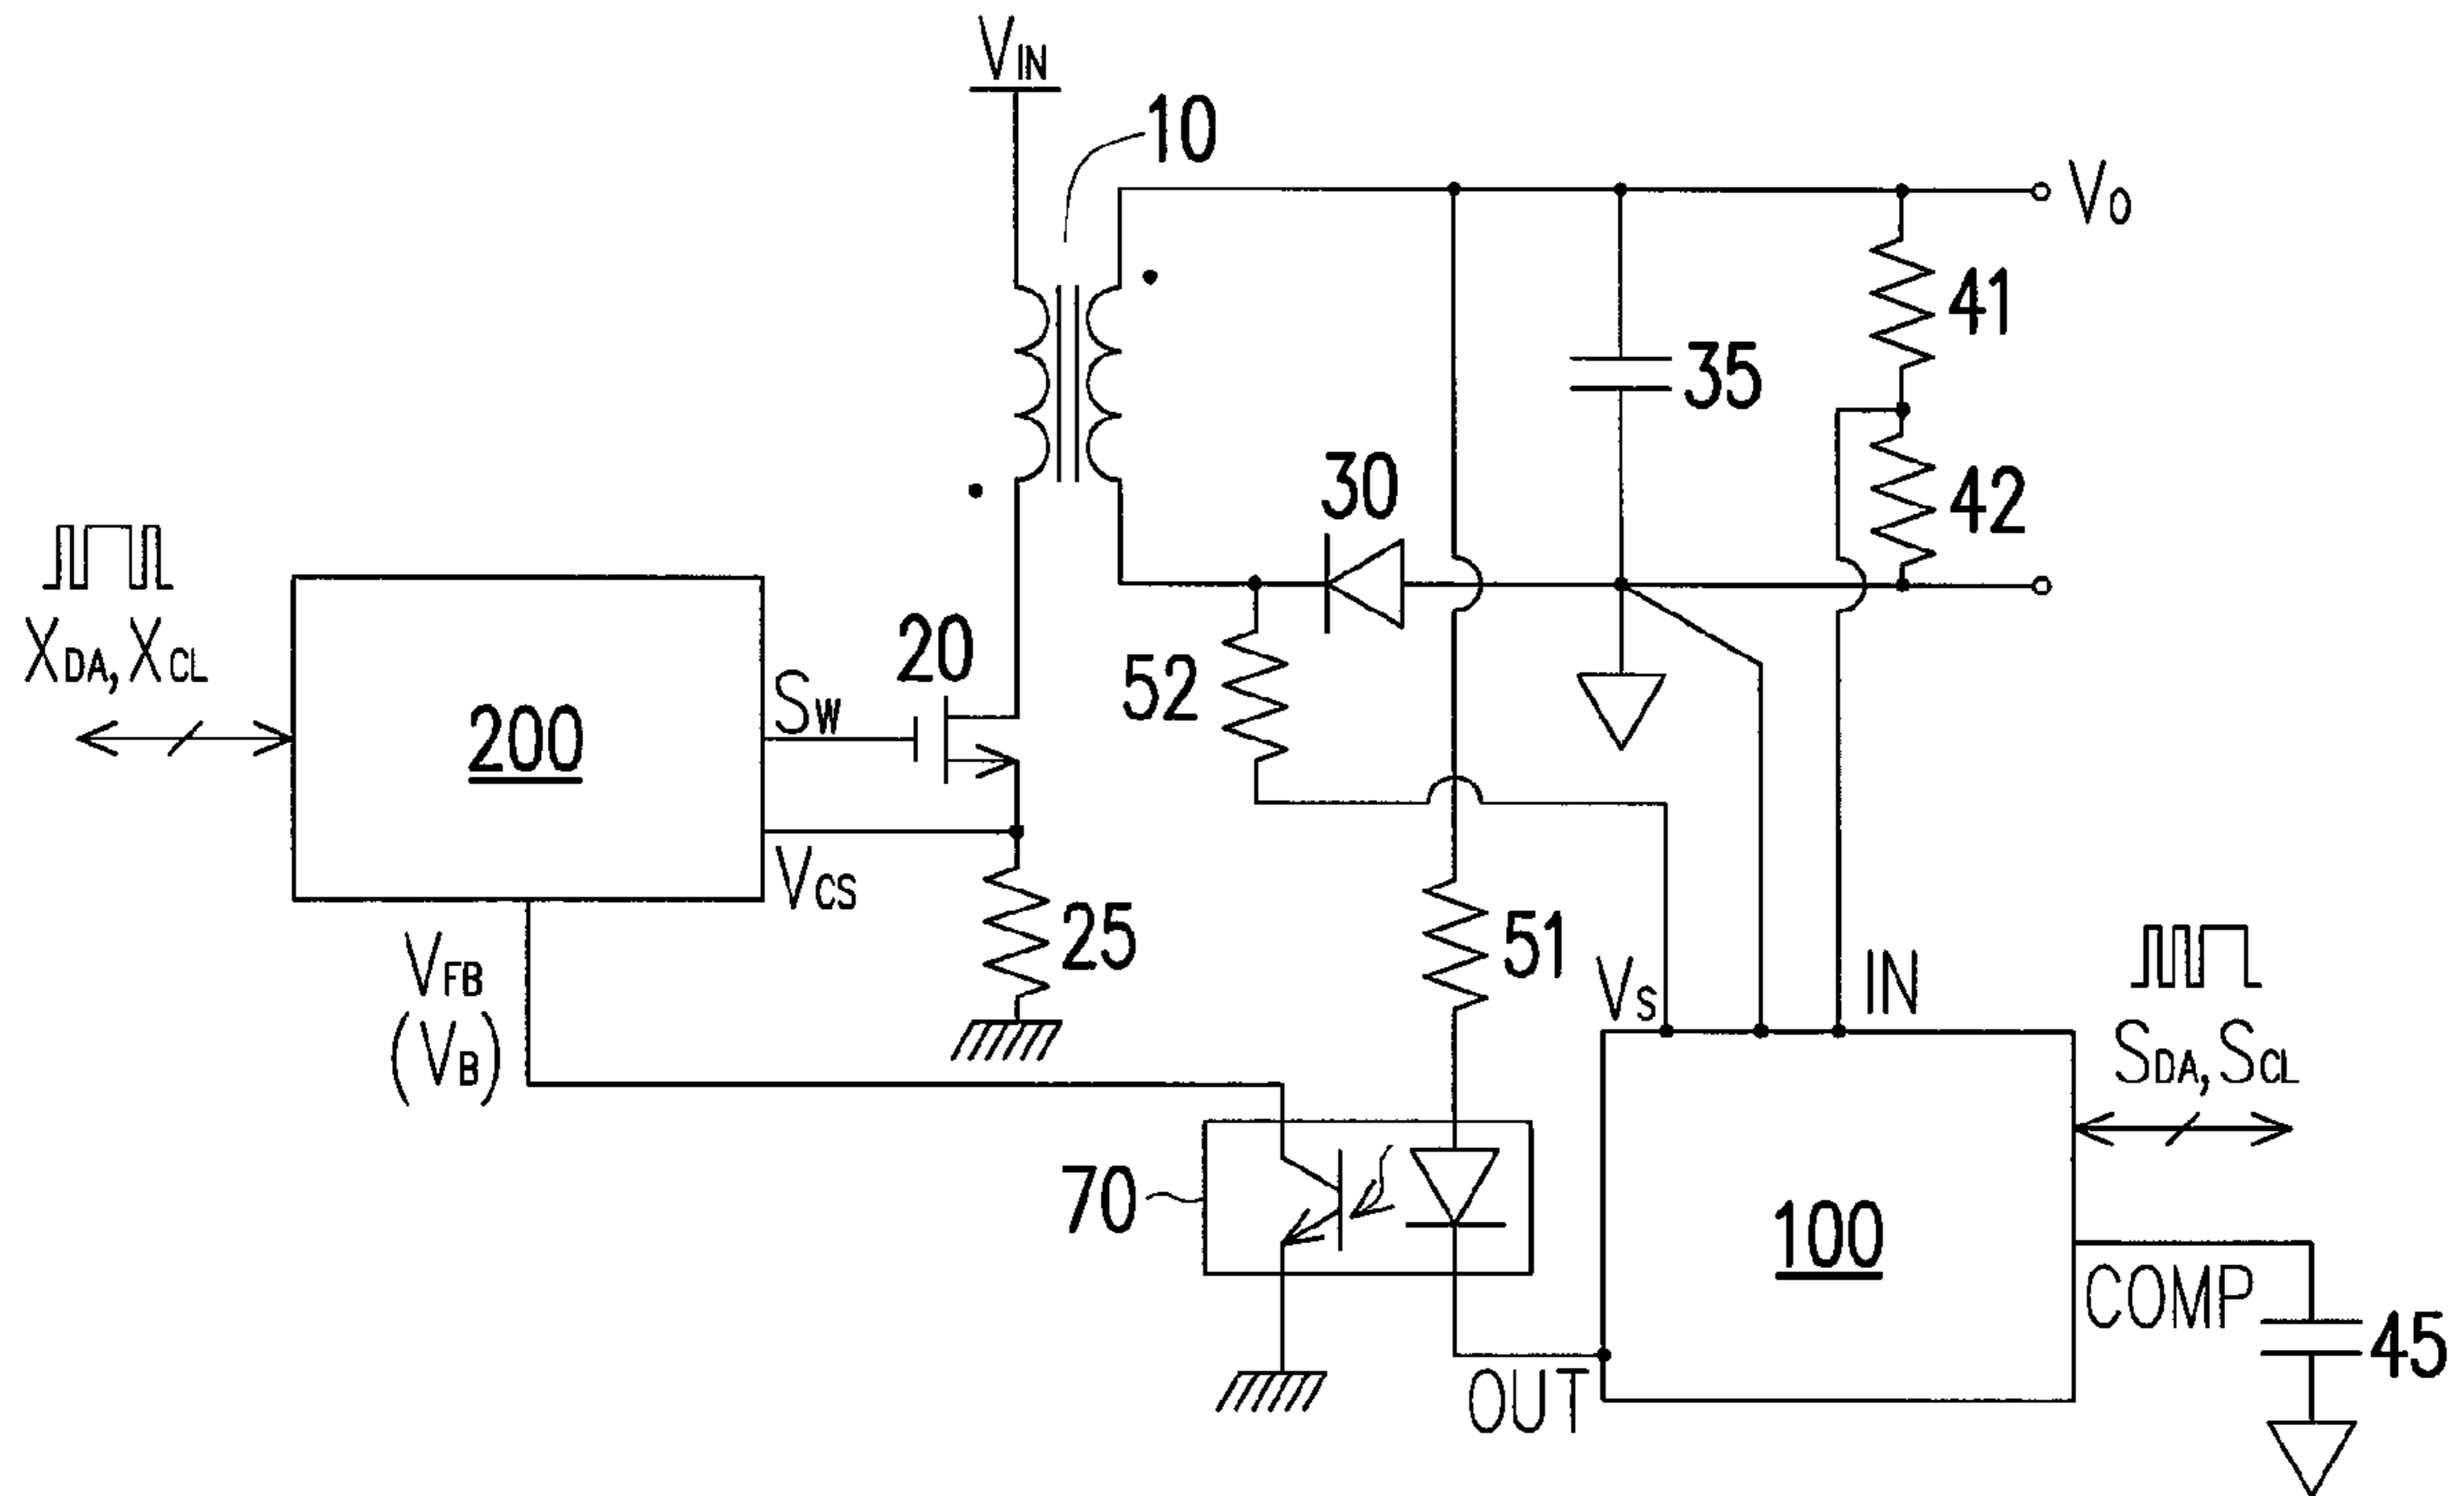 VIN
10
VO
41
35
42
30
XDA, XCL
20
52
SW
200
VCS
25
51
VFB
(VB)
VS
IN
SDA, SCL
70
100
COMP
45
OUT